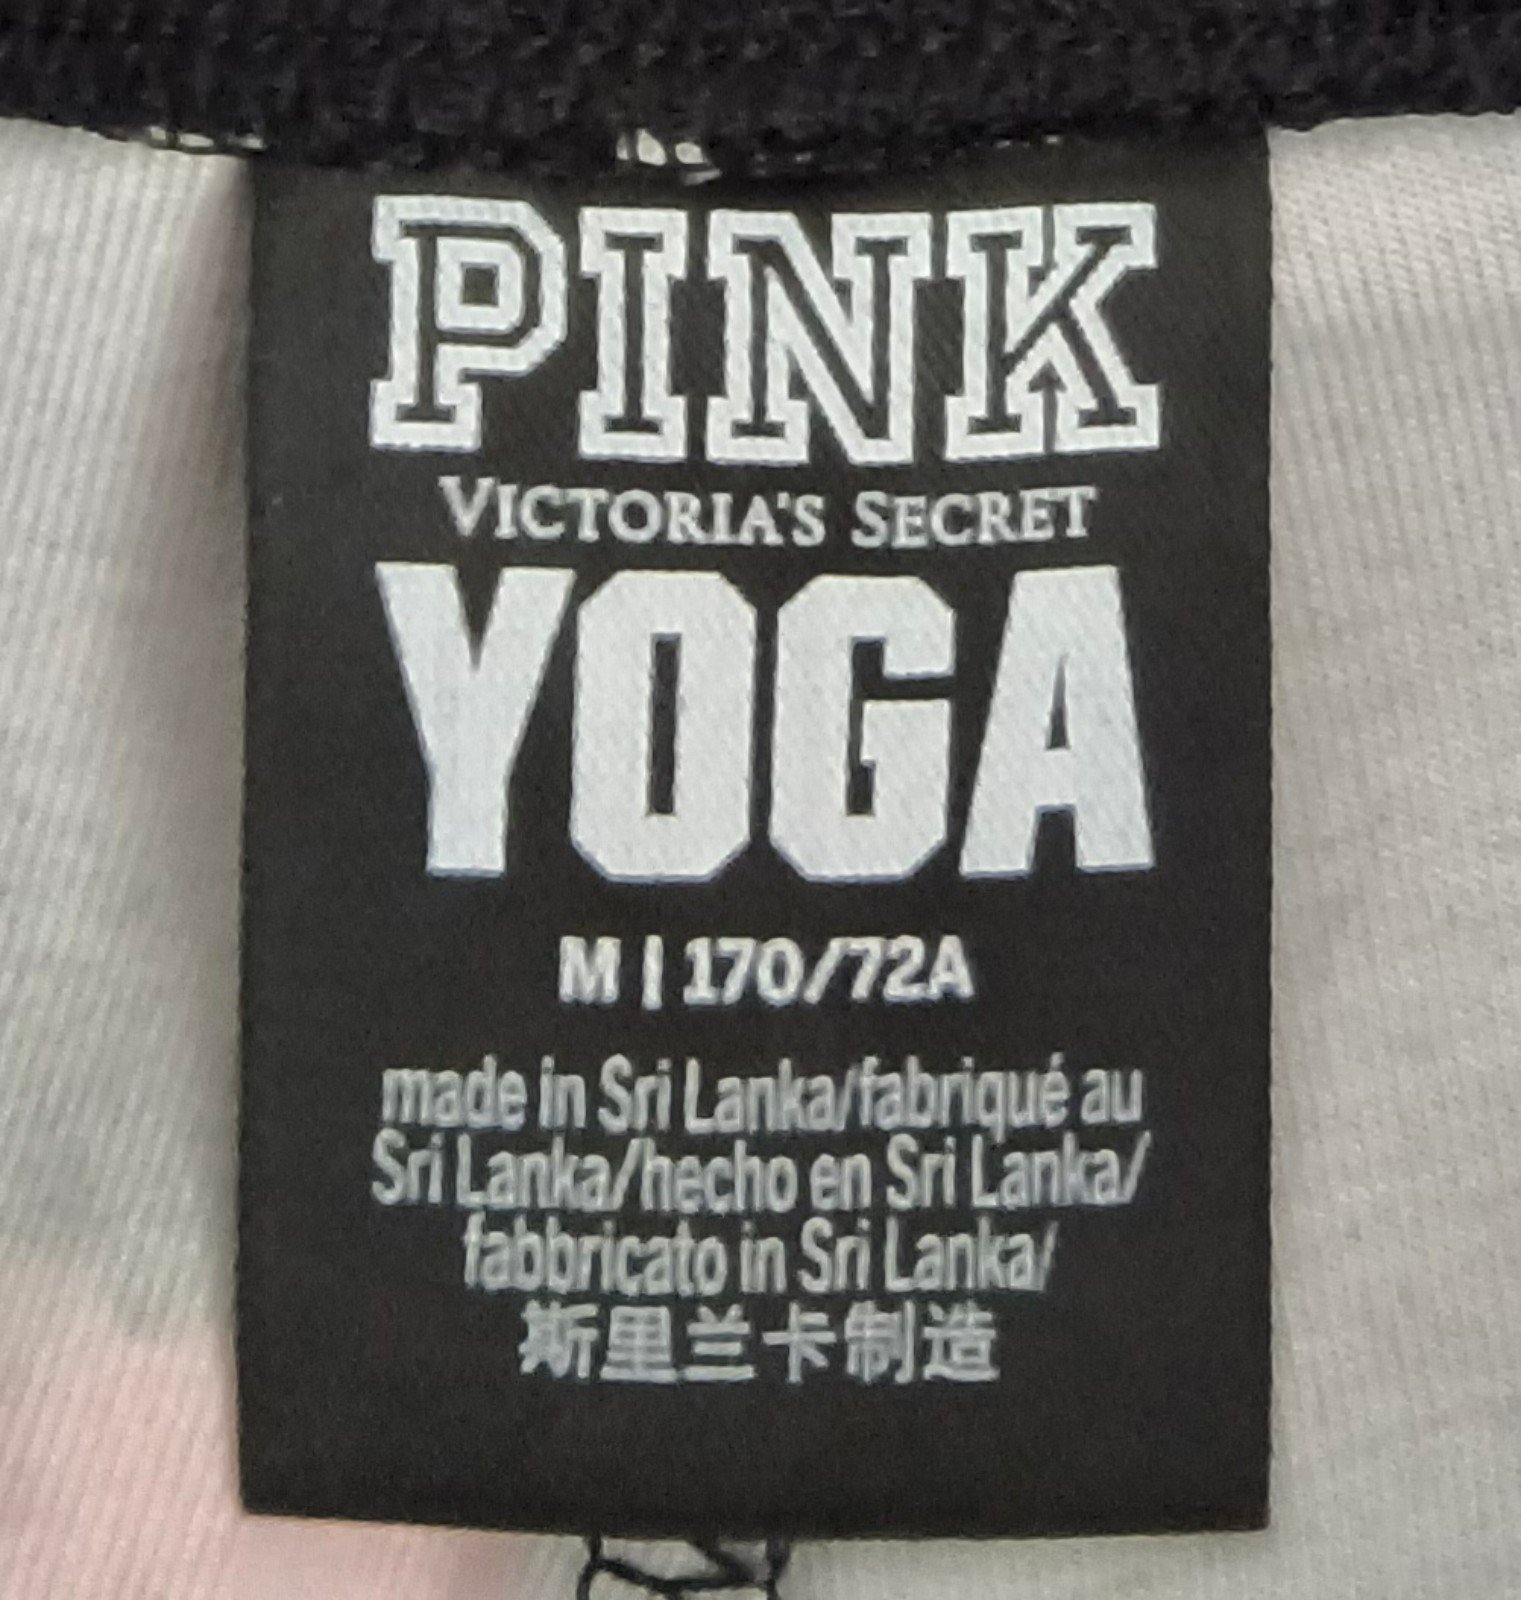 PINK
VICTORIA'S SECRET
YOGA
M | 170/72A
made in Sri Lanka/fabriqué au
Sri Lanka/hecho en Sri Lanka/
fabbricato in Sri Lanka/
斯里兰卡制造